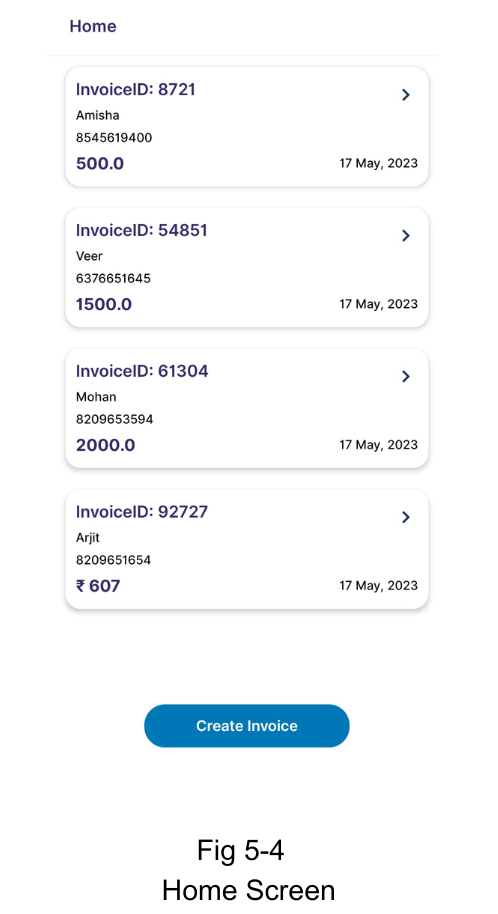 Home
InvoiceID: 8721
Amisha
8545619400
500.0 17 May, 2023
InvoiceID: 54851
Veer
6376651645
1500.0 17 May, 2023
InvoiceID: 61304
Mohan
8209653594
2000.0 17 May, 2023
InvoiceID: 92727
Arjit
8209651654
₹ 607 17 May, 2023
Create Invoice
Fig 5-4
Home Screen